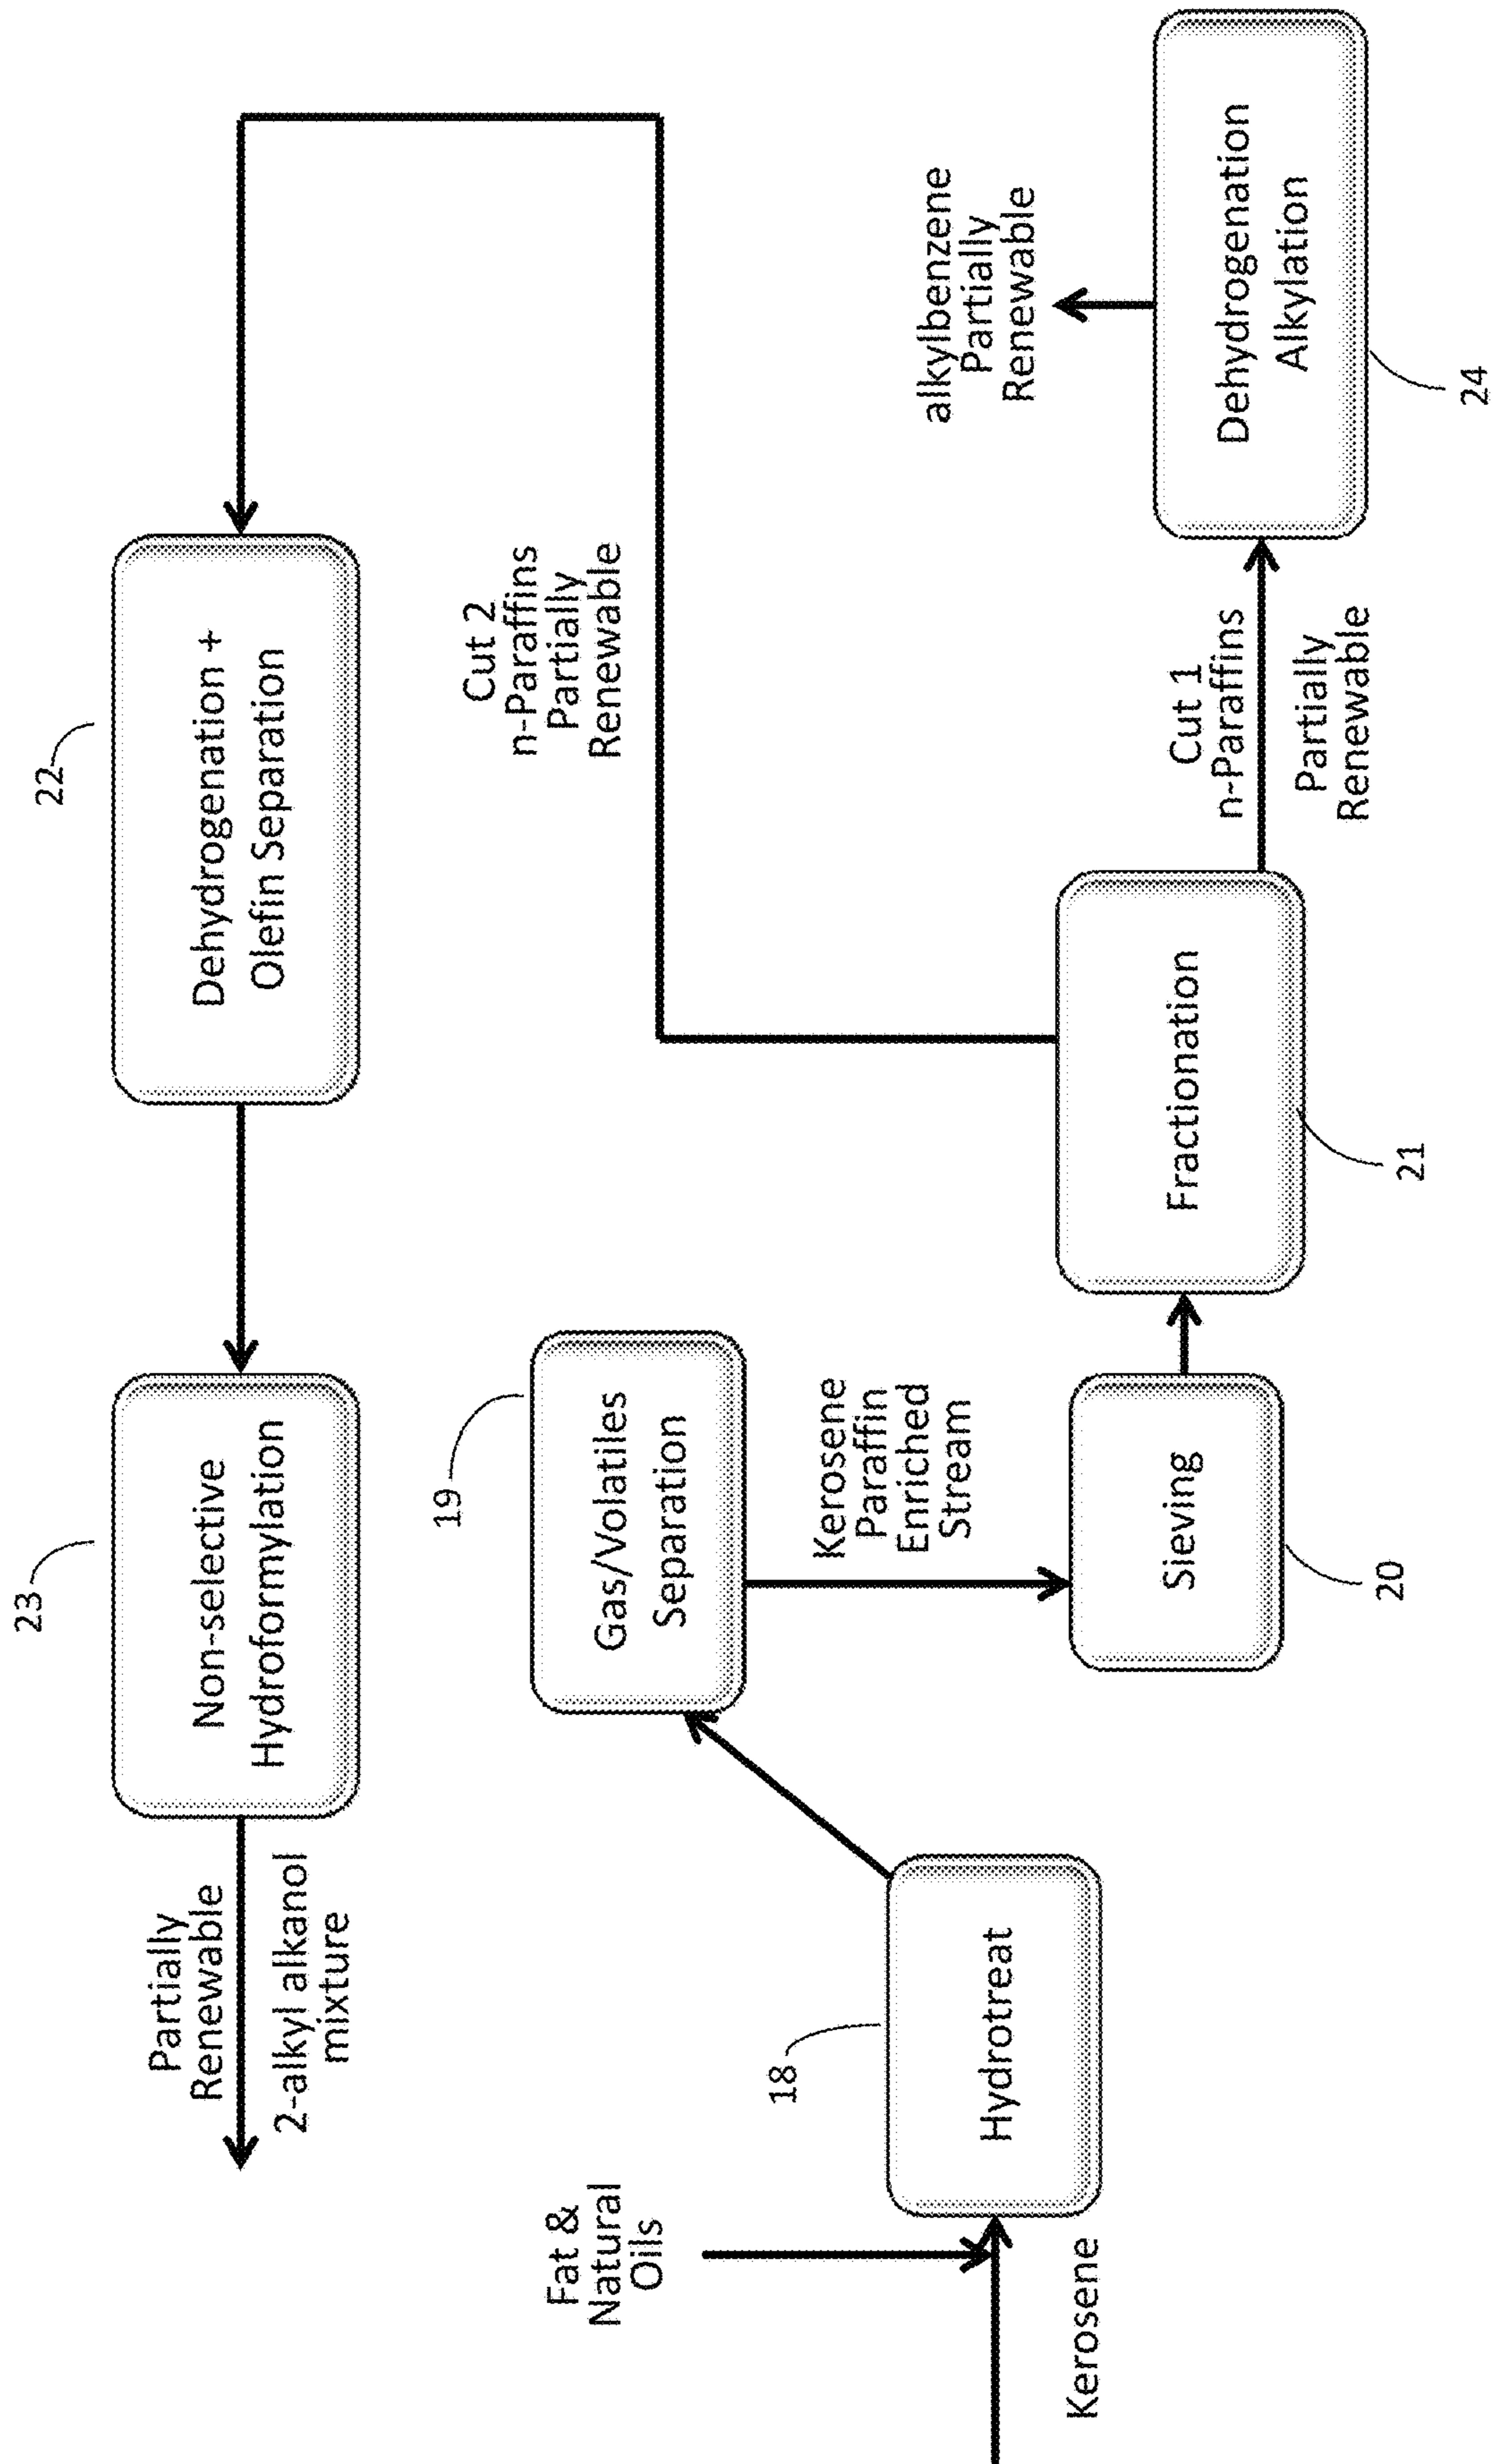 23
Non-selective
Hydroformylation
22
Dehydrogenation +
Olefin Separation
Partially
Renewable
2-alkyl alkanol
mixture
Cut 2
n-Paraffins
Partially
Renewable
19
Gas/Volatiles
Separation
Fat &
Natural
Oils
Kerosene
Paraffin
Enriched
Stream
18
Hydrotreat
Kerosene
Sieving
20
Fractionation
21
Cut 1
n-Paraffins
Partially
Renewable
alkylbenzene
Partially
Renewable
Dehydrogenation
Alkylation
24